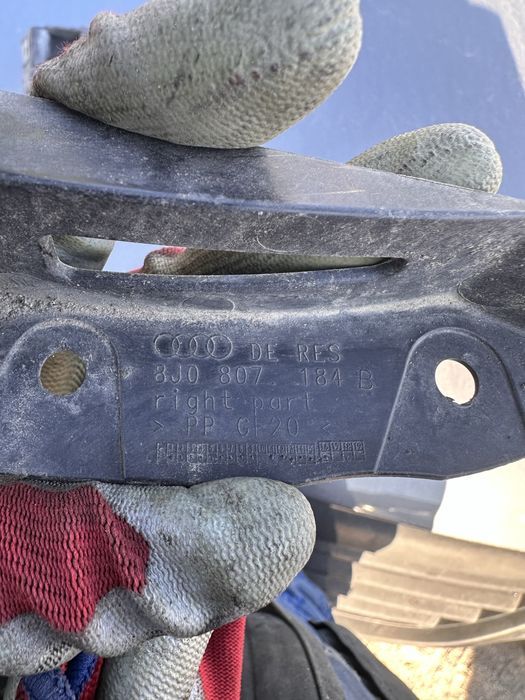 DE-RES
8J0 807 184 B
right part
> PP GF20